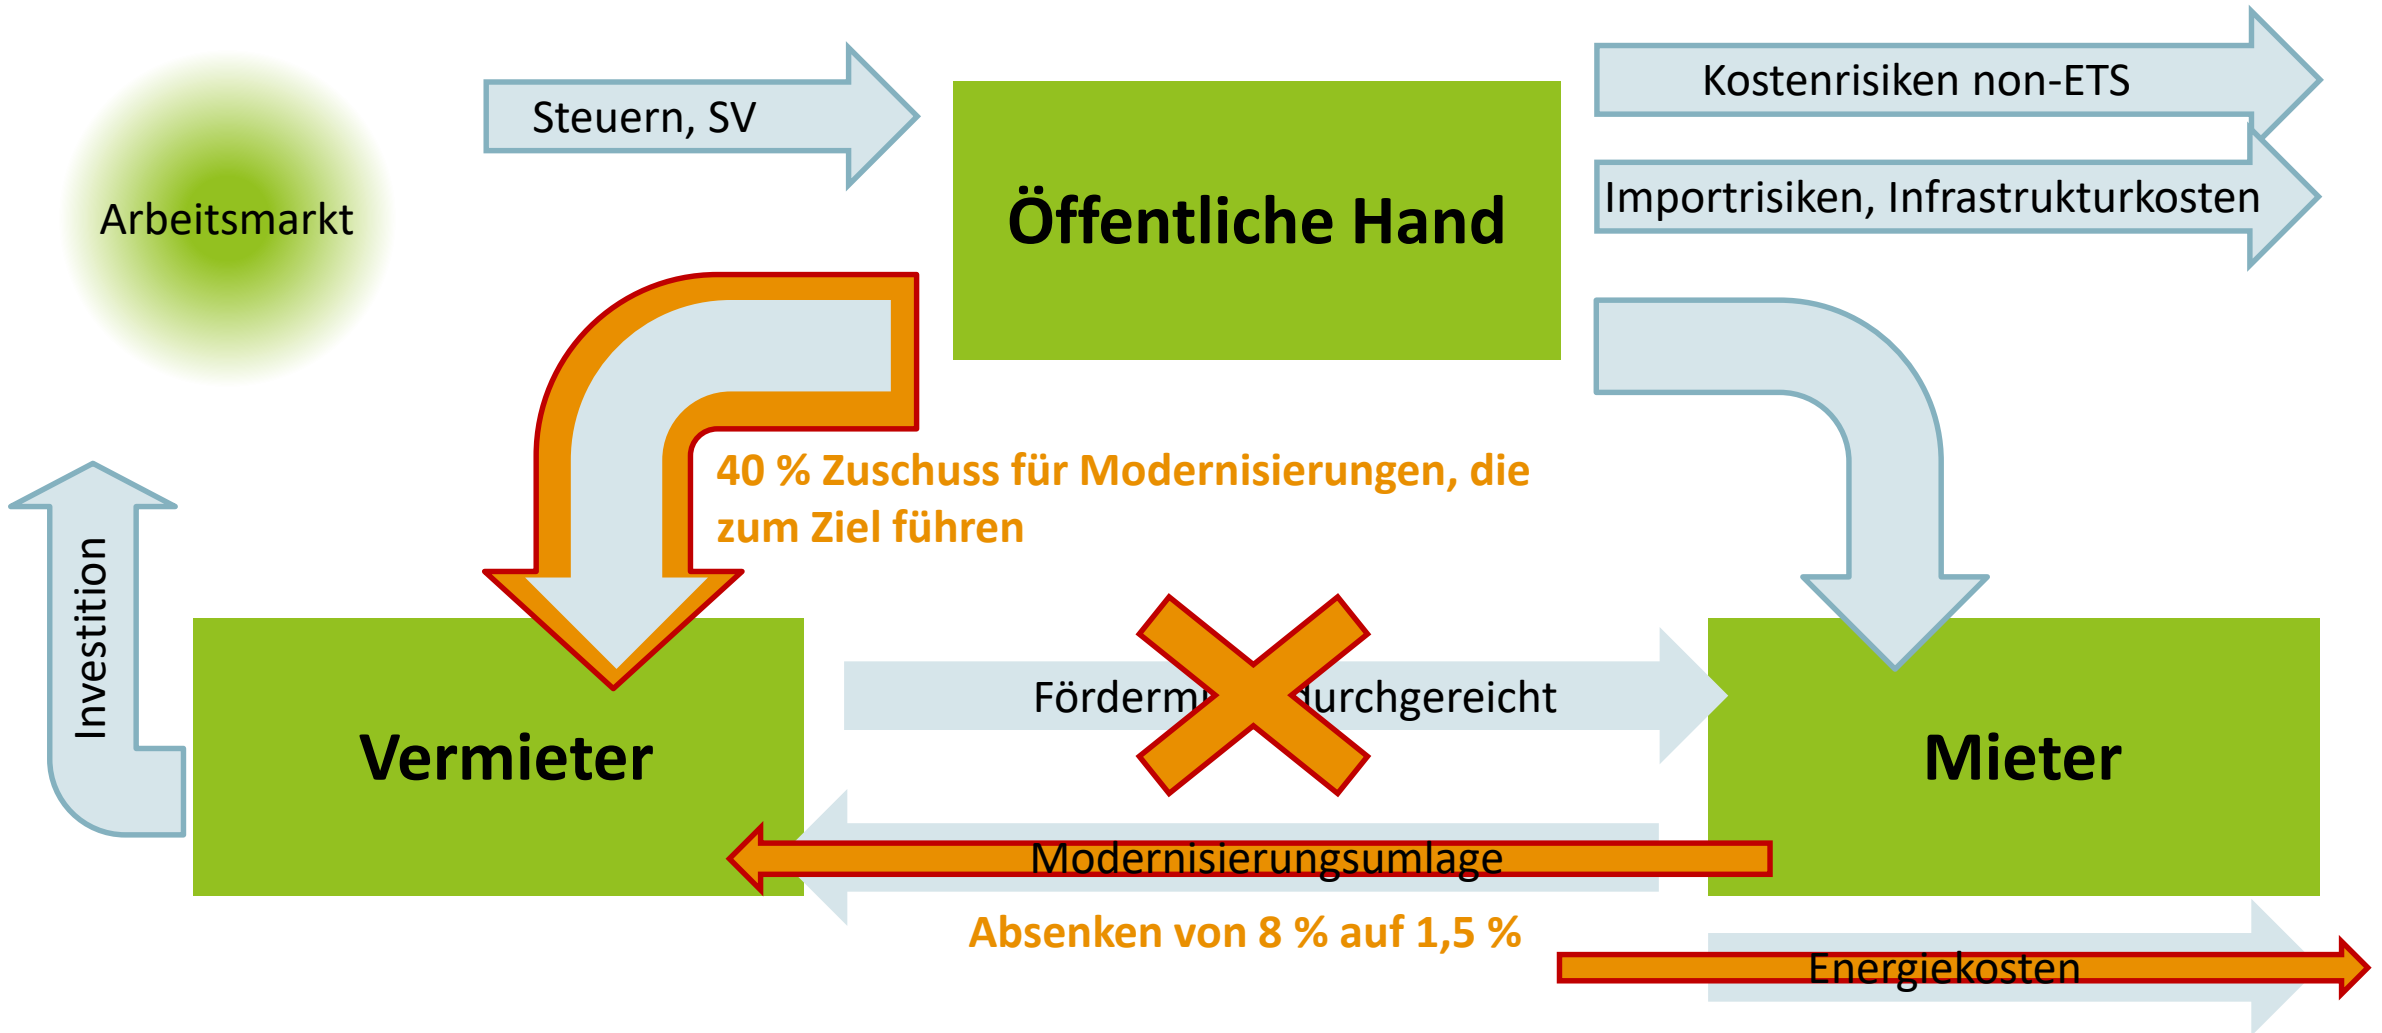 Kostenrisiken non-ETS
Steuern, SV
Importrisiken, Infrastrukturkosten
Öffentliche Hand
Arbeitsmarkt
40 % Zuschuss für Modernisierungen, die
zum Ziel führen
Investition
durchgereicht
Vermieter
Mieter
Modernisierungsumlage
Absenken von 8 % auf 1,5 %
Energiekosten